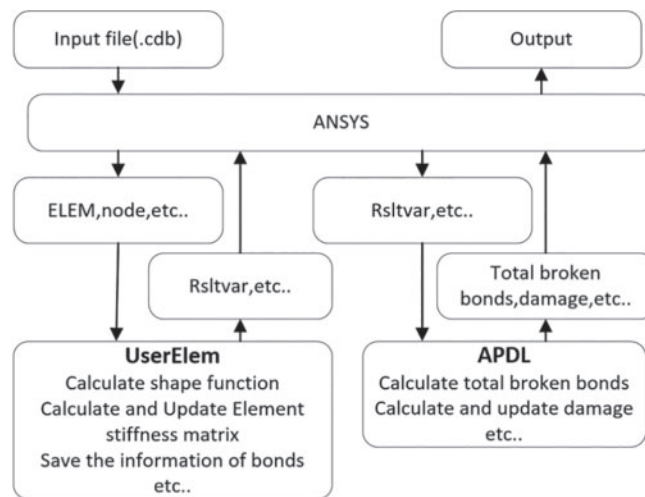 Input file(.cdb)
Output
ANSYS
ELEM,node,etc..
Rsltvar,etc..
Rsltvar,etc..
Total broken
bonds,damage,etc..
UserElem
Calculate shape function
Calculate and Update Element
stiffness matrix
Save the information of bonds
etc..
APDL
Calculate total broken bonds
Calculate and update damage
etc..